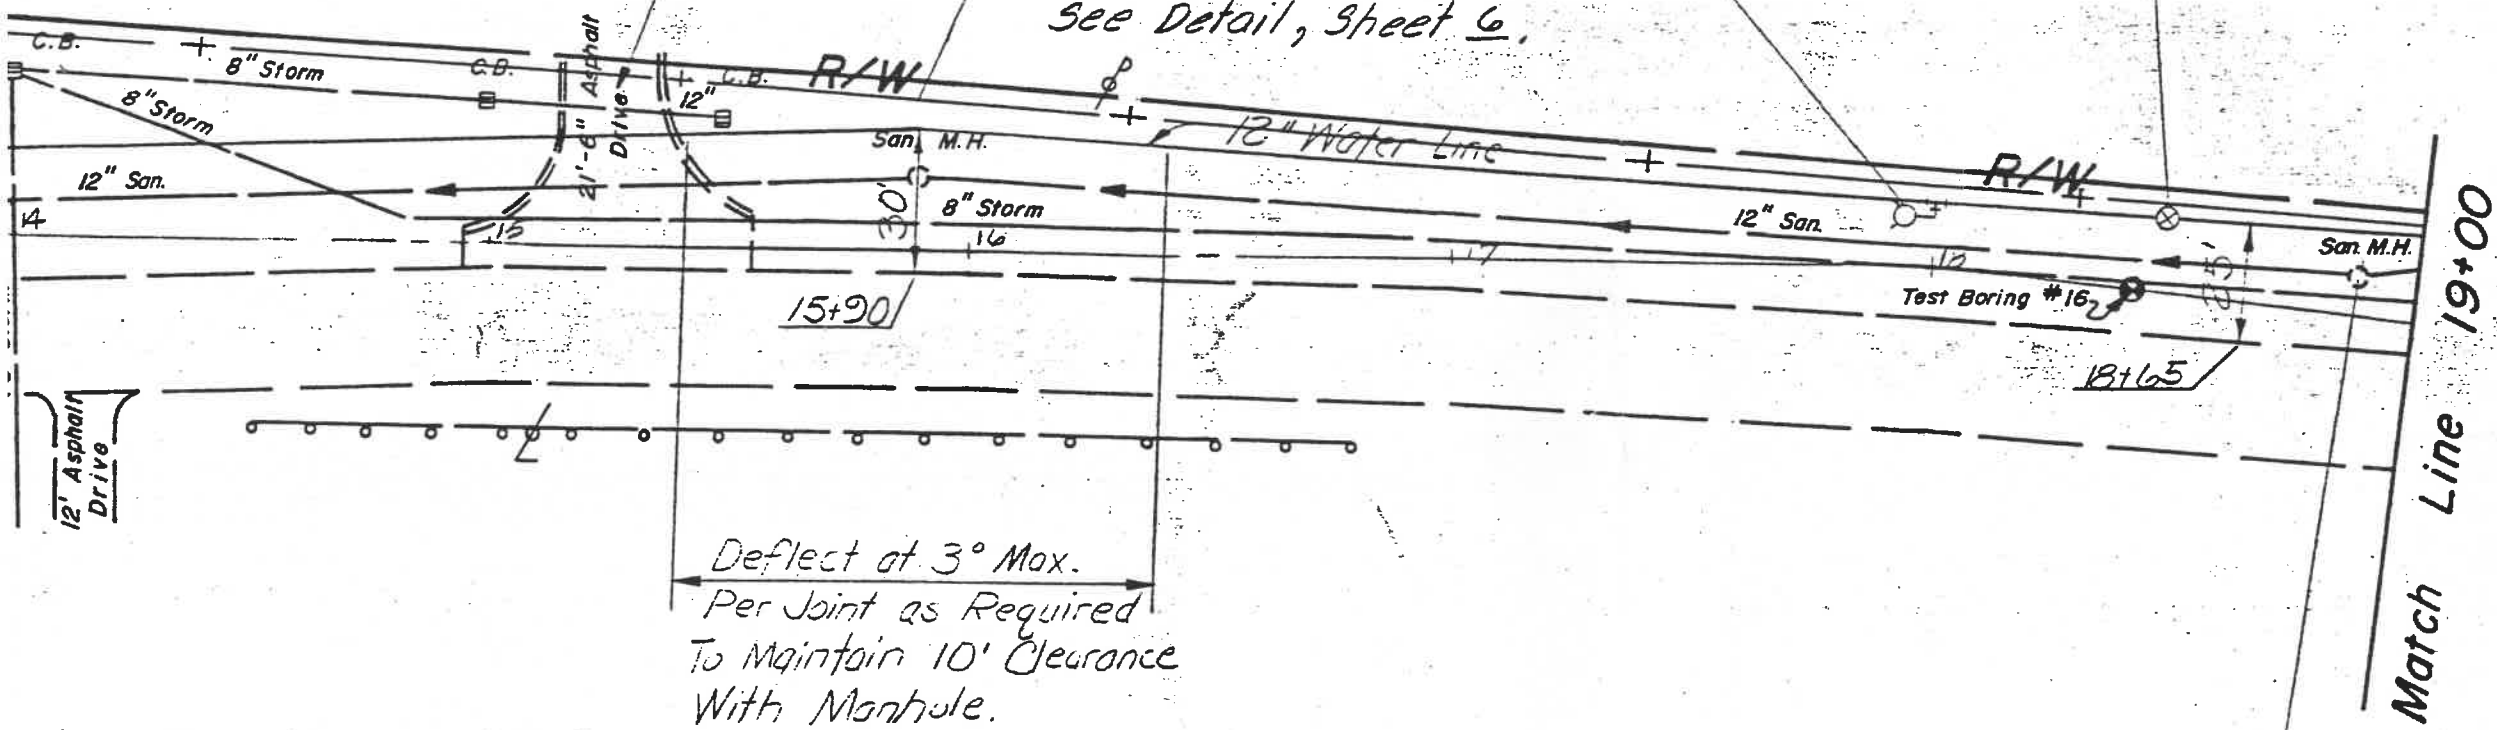 See Detail, Sheet 6.
C.B.
8" Storm
C.B.
21'-6" Asphalt
Drive
C.B.
12"
R/W
8" Storm
San. M.H.
12" Water Line
R/W
12" San.
14
30'
8" Storm
12" San.
San. M.H.
15
16
17
18
Test Boring #16
15+90
18+65
Match Line 19+00
12' Asphalt
Drive
Deflect at 3° Max.
Per Joint as Required
To Maintain 10' Clearance
With Manhole.